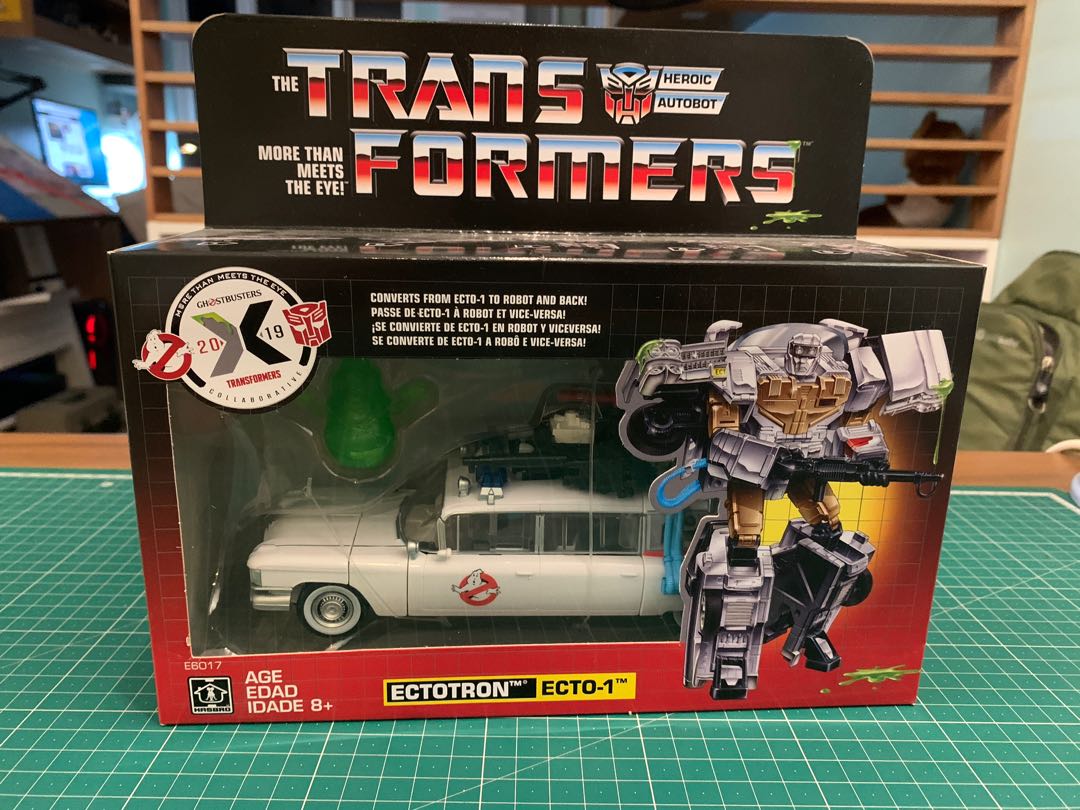 THE TRANS HEROIC AUTOBOT
MORE THAN MEETS THE EYE!™ FORMERS™
MORE THAN MEETS THE EYE
GHOSTBUSTERS
20 X 19
TRANSFORMERS
COLLABORATIVE
CONVERTS FROM ECTO-1 TO ROBOT AND BACK!
PASSE DE ECTO-1 À ROBOT ET VICE-VERSA!
¡SE CONVIERTE DE ECTO-1 EN ROBOT Y VICEVERSA!
SE CONVERTE DE ECTO-1 A ROBÔ E VICE-VERSA!
E6017
HASBRO
AGE
EDAD
IDADE 8+
ECTOTRON™ ECTO-1™